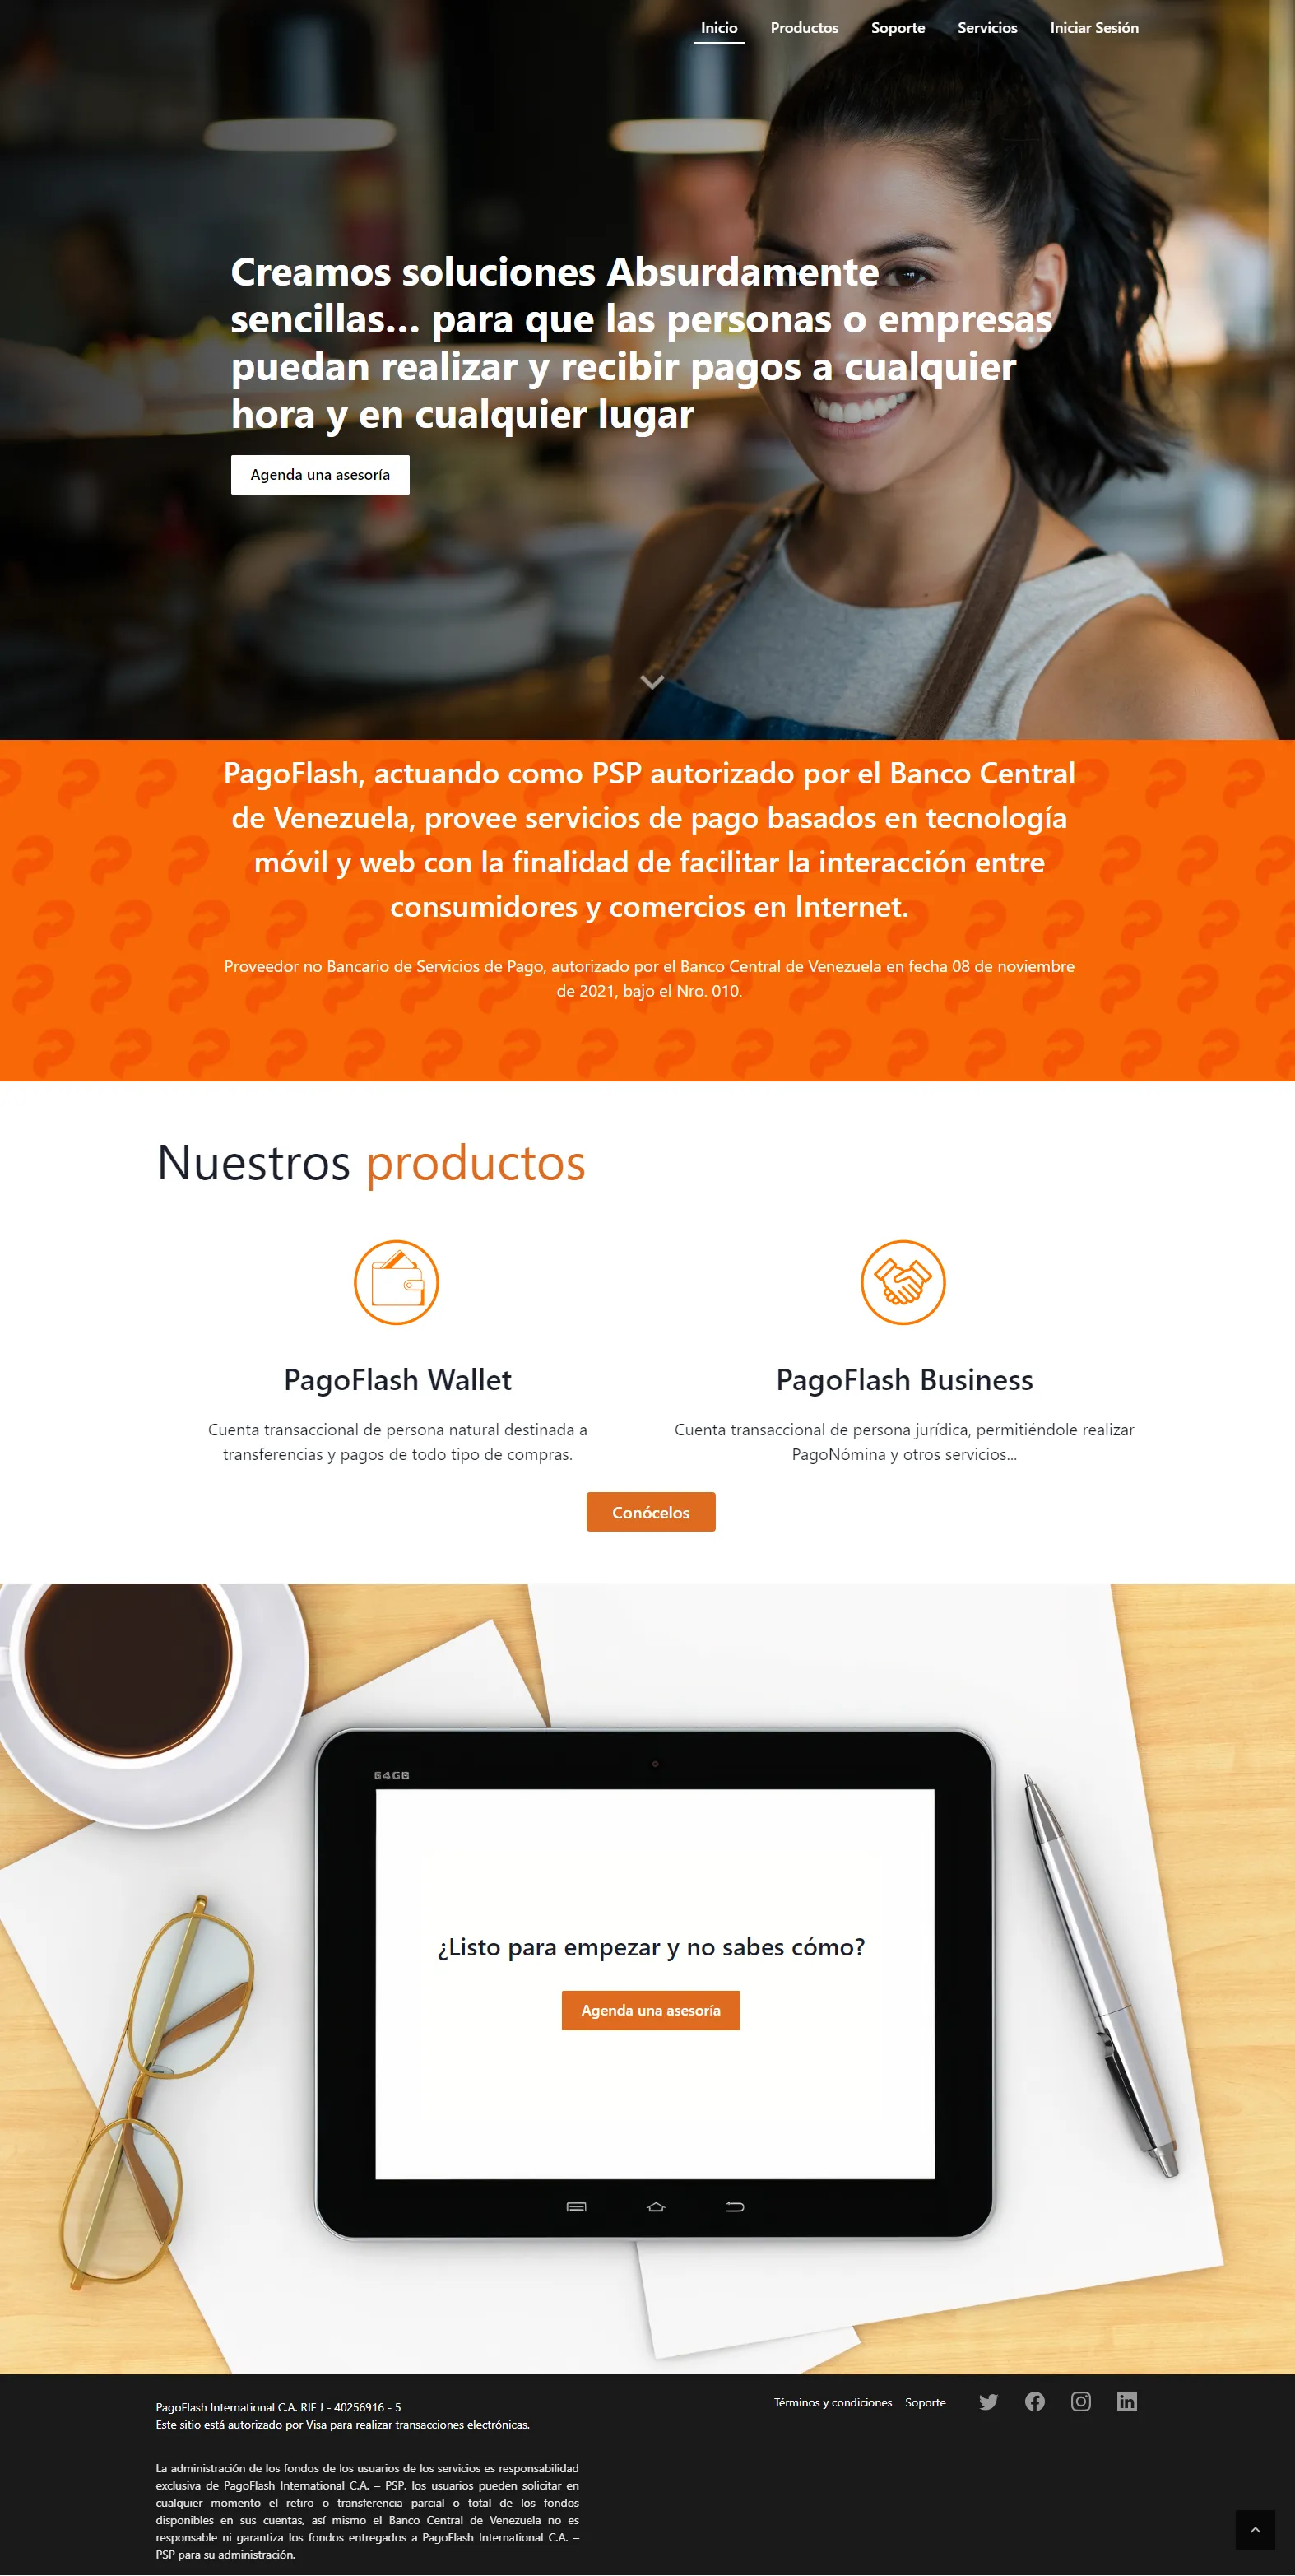 Inicio Productos Soporte Servicios Iniciar Sesión
Creamos soluciones Absurdamente
sencillas... para que las personas o empresas
puedan realizar y recibir pagos a cualquier
hora y en cualquier lugar
Agenda una asesoría
PagoFlash, actuando como PSP autorizado por el Banco Central
de Venezuela, provee servicios de pago basados en tecnología
móvil y web con la finalidad de facilitar la interacción entre
consumidores y comercios en Internet.
Proveedor no Bancario de Servicios de Pago, autorizado por el Banco Central de Venezuela en fecha 08 de noviembre
de 2021, bajo el Nro. 010.
Nuestros productos
PagoFlash Wallet
Cuenta transaccional de persona natural destinada a
transferencias y pagos de todo tipo de compras.
PagoFlash Business
Cuenta transaccional de persona jurídica, permitiéndole realizar
PagoNómina y otros servicios...
Conócelos
64GB
¿Listo para empezar y no sabes cómo?
Agenda una asesoría
PagoFlash International C.A. RIF J - 40256916 - 5
Este sitio está autorizado por Visa para realizar transacciones electrónicas.
La administración de los fondos de los usuarios de los servicios es responsabilidad
exclusiva de PagoFlash International C.A. – PSP, los usuarios pueden solicitar en
cualquier momento el retiro o transferencia parcial o total de los fondos
disponibles en sus cuentas, así mismo el Banco Central de Venezuela no es
responsable ni garantiza los fondos entregados a PagoFlash International C.A. –
PSP para su administración.
Términos y condiciones Soporte